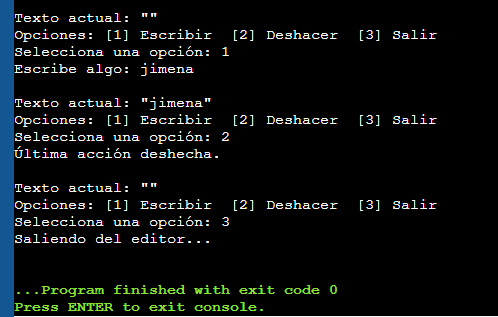 Texto actual: ""
Opciones: [1] Escribir  [2] Deshacer  [3] Salir
Selecciona una opción: 1
Escribe algo: jimena
Texto actual: "jimena"
Opciones: [1] Escribir  [2] Deshacer  [3] Salir
Selecciona una opción: 2
Última acción deshecha.
Texto actual: ""
Opciones: [1] Escribir  [2] Deshacer  [3] Salir
Selecciona una opción: 3
Saliendo del editor...
...Program finished with exit code 0
Press ENTER to exit console.